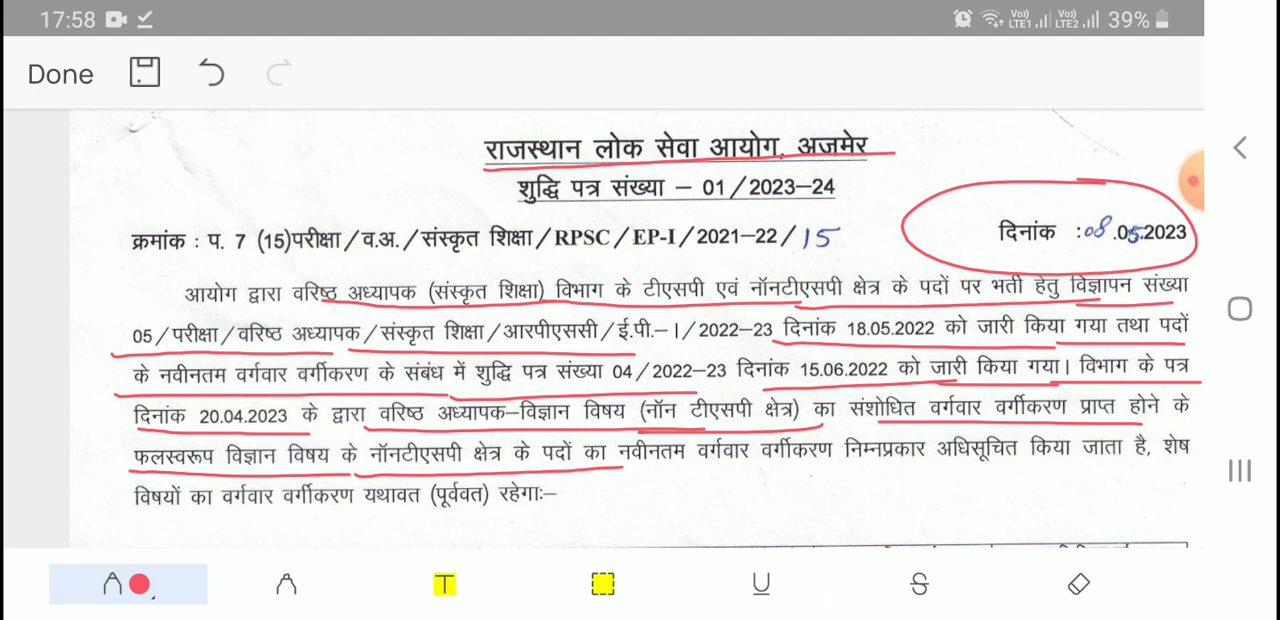 17:58
Vo)) LTE1 Vo)) LTE2 39%
Done
राजस्थान लोक सेवा आयोग, अजमेर
शुद्धि पत्र संख्या – 01/2023–24
क्रमांक : प. 7 (15)परीक्षा/व.अ./संस्कृत शिक्षा/RPSC/EP-I/2021–22/15
दिनांक :08.05.2023
आयोग द्वारा वरिष्ठ अध्यापक (संस्कृत शिक्षा) विभाग के टीएसपी एवं नॉनटीएसपी क्षेत्र के पदों पर भर्ती हेतु विज्ञापन संख्या
05/परीक्षा/वरिष्ठ अध्यापक/संस्कृत शिक्षा/आरपीएससी/ई.पी.–I/2022–23 दिनांक 18.05.2022 को जारी किया गया तथा पदों
के नवीनतम वर्गवार वर्गीकरण के संबंध में शुद्धि पत्र संख्या 04/2022–23 दिनांक 15.06.2022 को जारी किया गया। विभाग के पत्र
दिनांक 20.04.2023 के द्वारा वरिष्ठ अध्यापक–विज्ञान विषय (नॉन टीएसपी क्षेत्र) का संशोधित वर्गवार वर्गीकरण प्राप्त होने के
फलस्वरूप विज्ञान विषय के नॉनटीएसपी क्षेत्र के पदों का नवीनतम वर्गवार वर्गीकरण निम्नप्रकार अधिसूचित किया जाता है, शेष
विषयों का वर्गवार वर्गीकरण यथावत (पूर्ववत) रहेगाः–
T
U
S